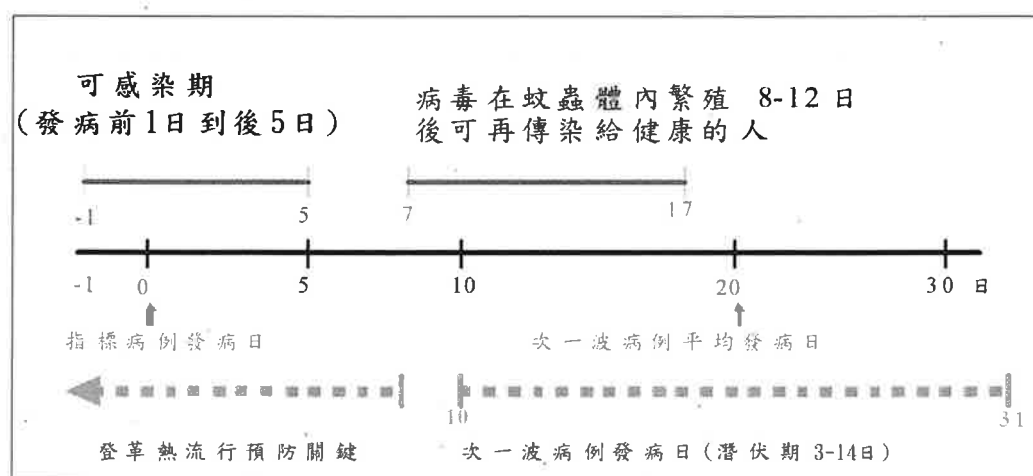 可感染期
(發病前1日到後5日)
病毒在蚊蟲體內繁殖 8-12 日
後可再傳染給健康的人
-1 5 7 17
-1 0 5 10 20 30 日
指標病例發病日 次一波病例平均發病日
10 31
登革熱流行預防關鍵 次一波病例發病日(潛伏期 3-14日)